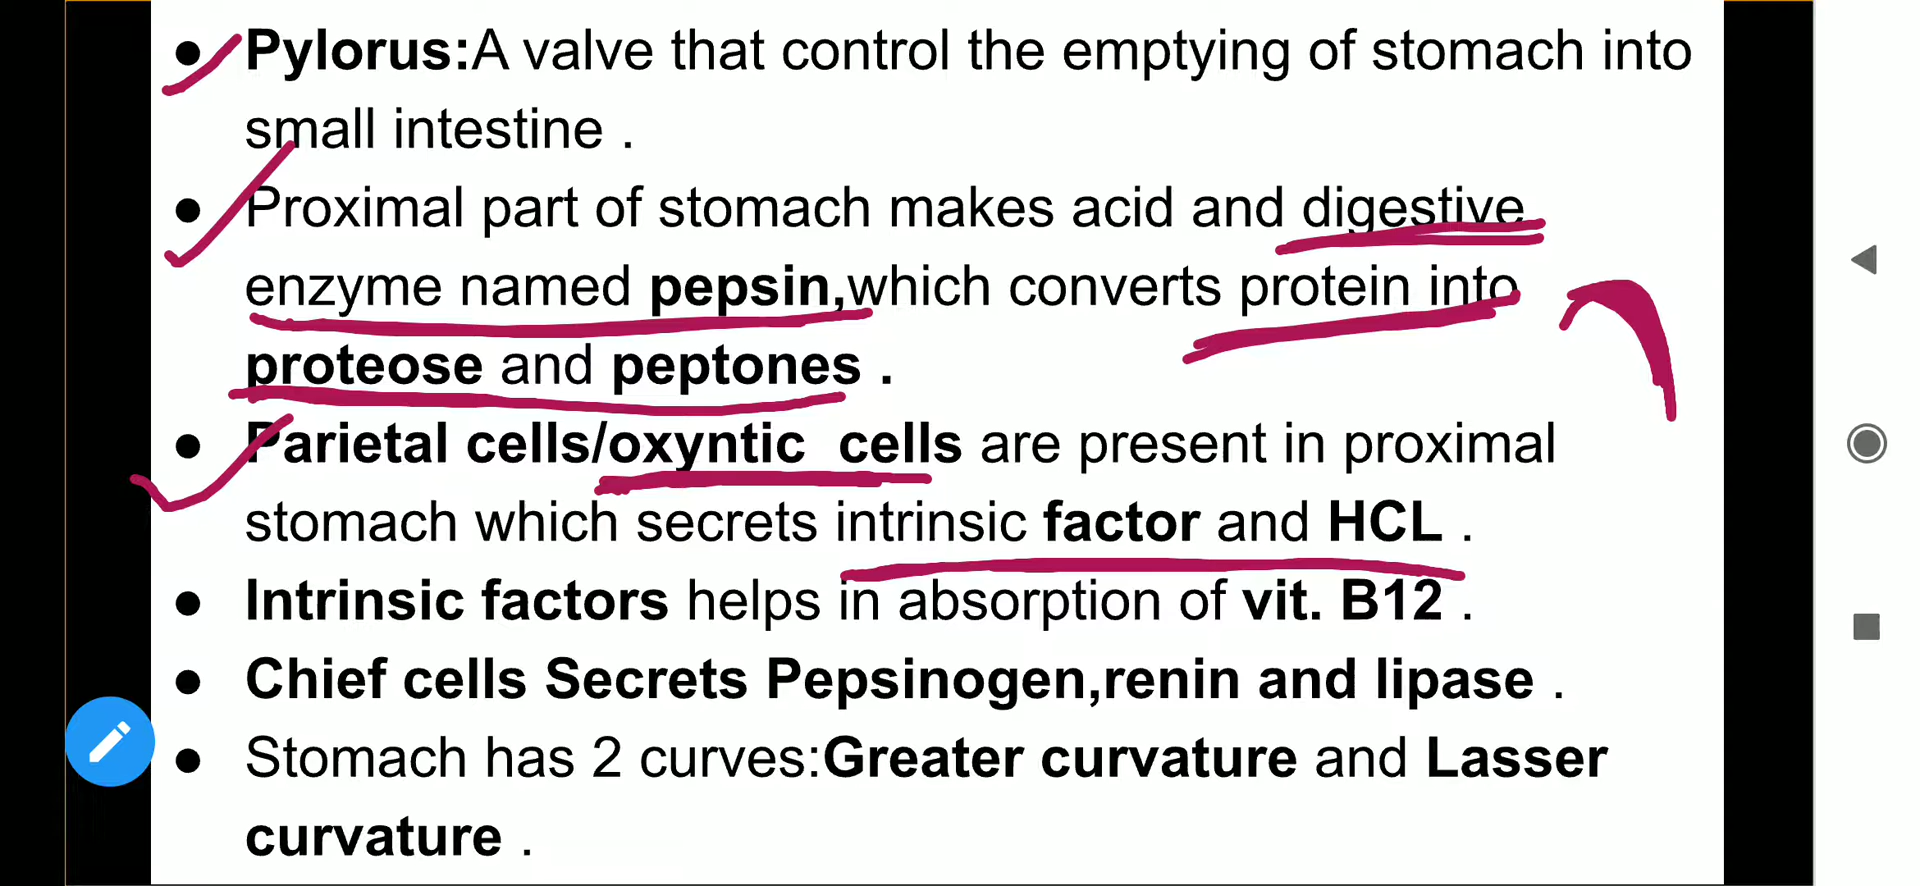 ● Pylorus:A valve that control the emptying of stomach into
small intestine .
● Proximal part of stomach makes acid and digestive
enzyme named pepsin,which converts protein into
proteose and peptones .
● Parietal cells/oxyntic cells are present in proximal
stomach which secrets intrinsic factor and HCL .
● Intrinsic factors helps in absorption of vit. B12 .
● Chief cells Secrets Pepsinogen,renin and lipase .
● Stomach has 2 curves:Greater curvature and Lasser
curvature .